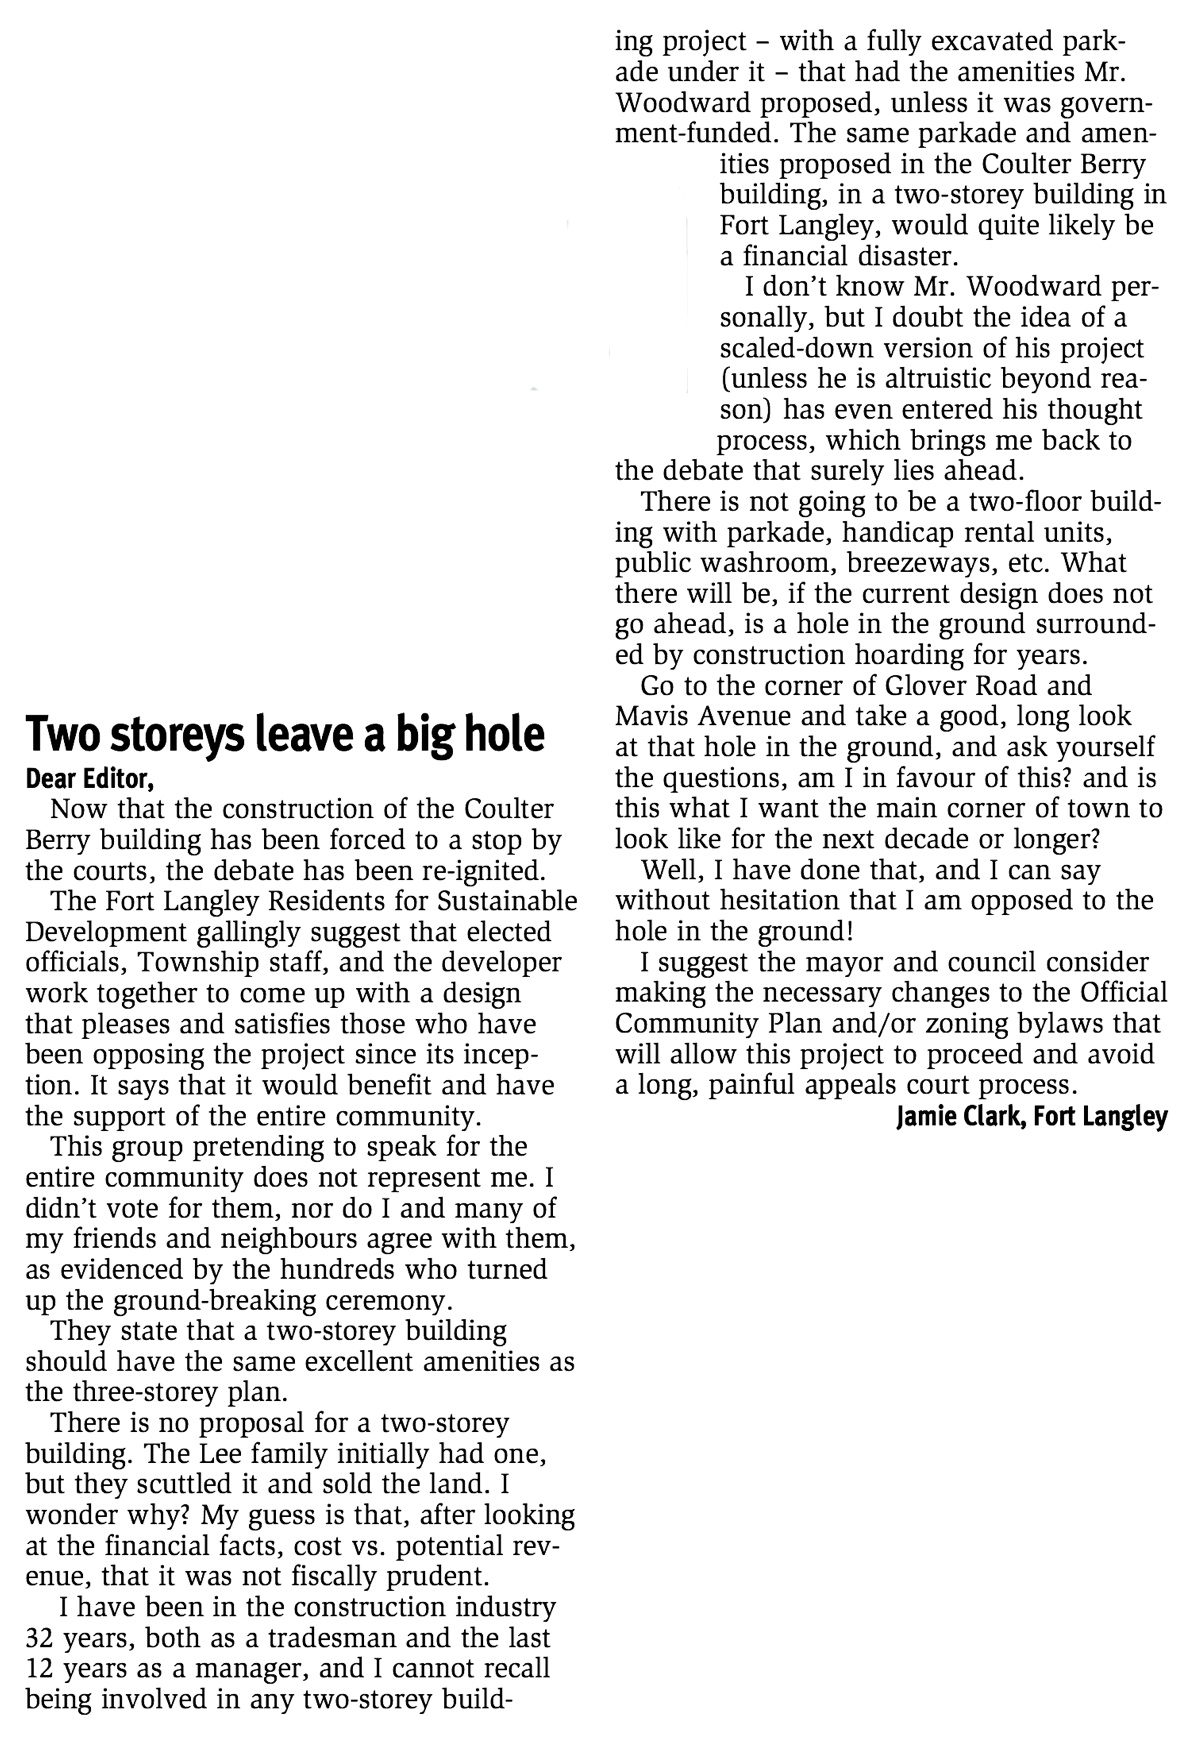 Two storeys leave a big hole
Dear Editor,
Now that the construction of the Coulter
Berry building has been forced to a stop by
the courts, the debate has been re-ignited.
The Fort Langley Residents for Sustainable
Development gallingly suggest that elected
officials, Township staff, and the developer
work together to come up with a design
that pleases and satisfies those who have
been opposing the project since its incep-
tion. It says that it would benefit and have
the support of the entire community.
This group pretending to speak for the
entire community does not represent me. I
didn't vote for them, nor do I and many of
my friends and neighbours agree with them,
as evidenced by the hundreds who turned
up the ground-breaking ceremony.
They state that a two-storey building
should have the same excellent amenities as
the three-storey plan.
There is no proposal for a two-storey
building. The Lee family initially had one,
but they scuttled it and sold the land. I
wonder why? My guess is that, after looking
at the financial facts, cost vs. potential rev-
enue, that it was not fiscally prudent.
I have been in the construction industry
32 years, both as a tradesman and the last
12 years as a manager, and I cannot recall
being involved in any two-storey build-
ing project – with a fully excavated park-
ade under it – that had the amenities Mr.
Woodward proposed, unless it was govern-
ment-funded. The same parkade and amen-
ities proposed in the Coulter Berry
building, in a two-storey building in
Fort Langley, would quite likely be
a financial disaster.
I don't know Mr. Woodward per-
sonally, but I doubt the idea of a
scaled-down version of his project
(unless he is altruistic beyond rea-
son) has even entered his thought
process, which brings me back to
the debate that surely lies ahead.
There is not going to be a two-floor build-
ing with parkade, handicap rental units,
public washroom, breezeways, etc. What
there will be, if the current design does not
go ahead, is a hole in the ground surround-
ed by construction hoarding for years.
Go to the corner of Glover Road and
Mavis Avenue and take a good, long look
at that hole in the ground, and ask yourself
the questions, am I in favour of this? and is
this what I want the main corner of town to
look like for the next decade or longer?
Well, I have done that, and I can say
without hesitation that I am opposed to the
hole in the ground!
I suggest the mayor and council consider
making the necessary changes to the Official
Community Plan and/or zoning bylaws that
will allow this project to proceed and avoid
a long, painful appeals court process.
Jamie Clark, Fort Langley